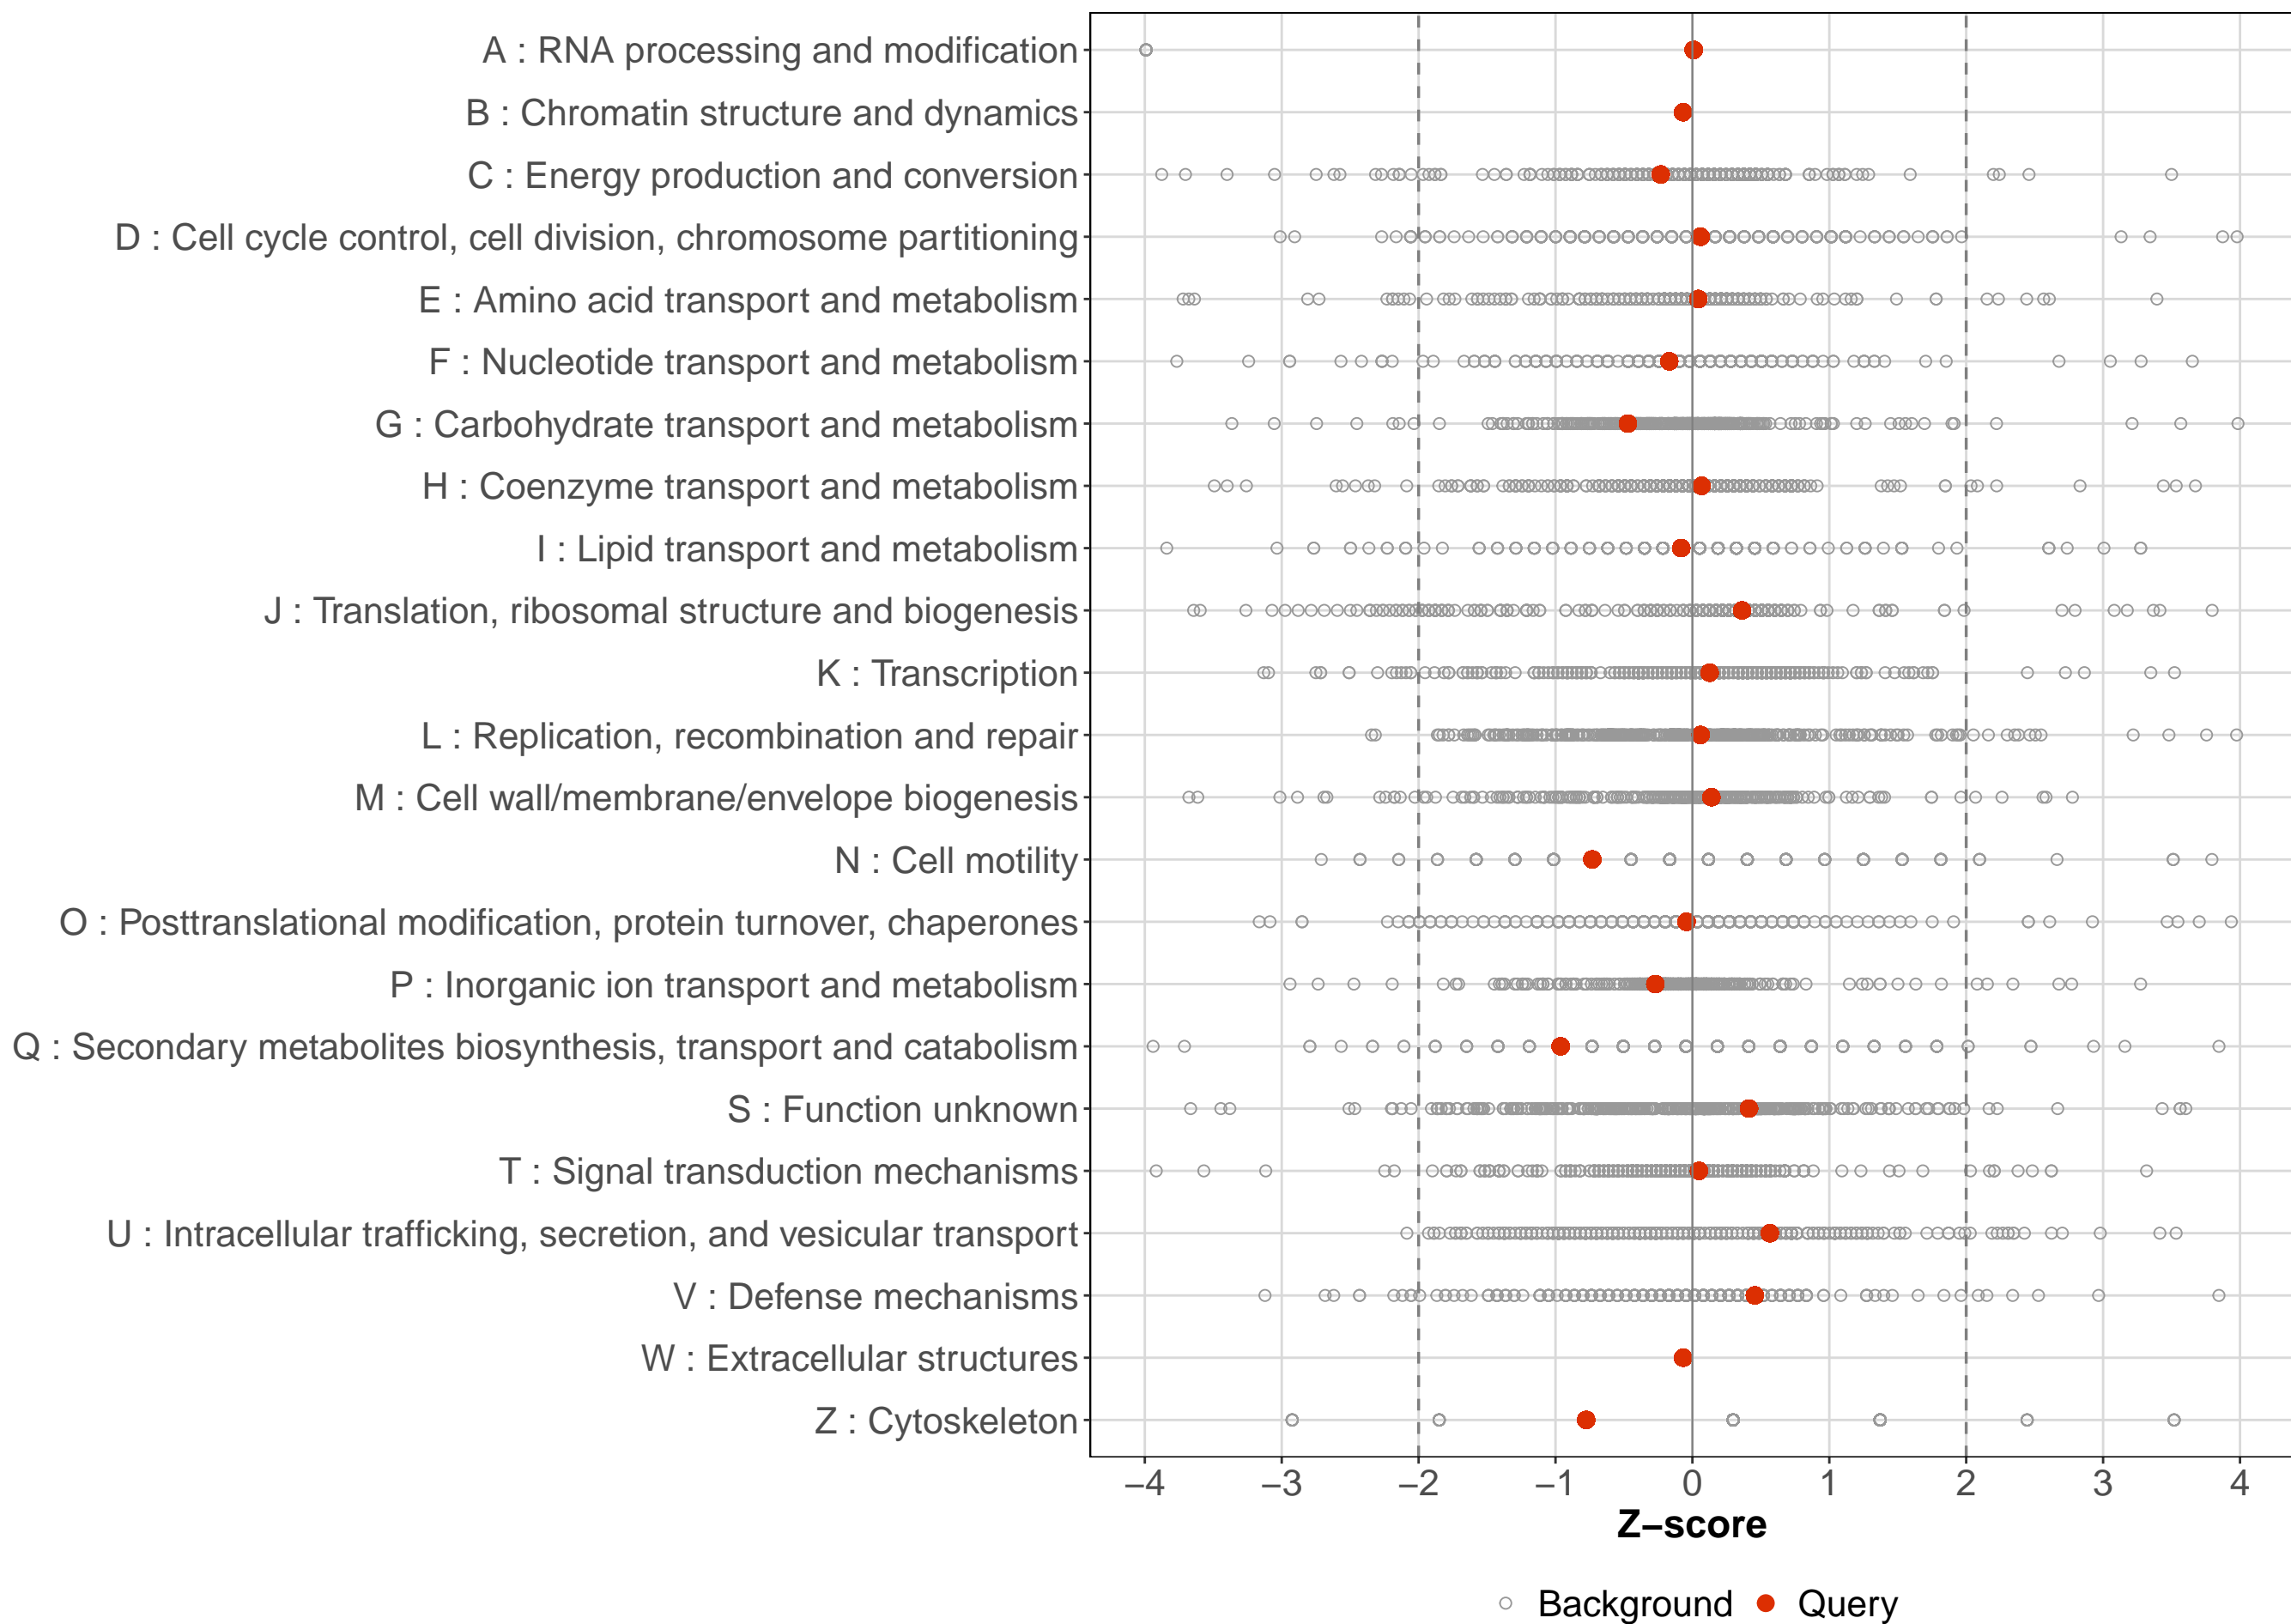 A : RNA processing and modification
B : Chromatin structure and dynamics
C : Energy production and conversion
D : Cell cycle control, cell division, chromosome partitioning
E : Amino acid transport and metabolism
F : Nucleotide transport and metabolism
G : Carbohydrate transport and metabolism
H : Coenzyme transport and metabolism
I : Lipid transport and metabolism
J : Translation, ribosomal structure and biogenesis
K : Transcription
L : Replication, recombination and repair
M : Cell wall/membrane/envelope biogenesis
N : Cell motility
O : Posttranslational modification, protein turnover, chaperones
P : Inorganic ion transport and metabolism
Q : Secondary metabolites biosynthesis, transport and catabolism
S : Function unknown
T : Signal transduction mechanisms
U : Intracellular trafficking, secretion, and vesicular transport
V : Defense mechanisms
W : Extracellular structures
Z : Cytoskeleton
−4 −3 −2 −1 0 1 2 3 4
Z−score
Background Query